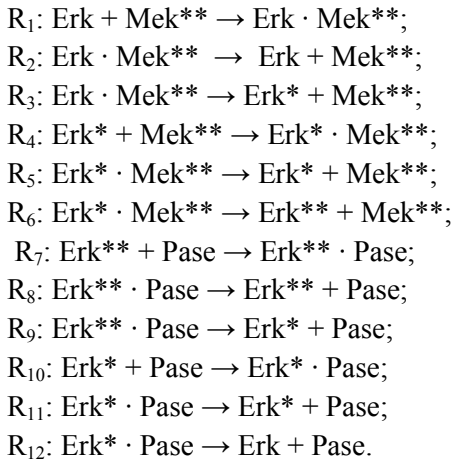 R₁: Erk + Mek** → Erk · Mek**;
R₂: Erk · Mek** → Erk + Mek**;
R₃: Erk · Mek** → Erk* + Mek**;
R₄: Erk* + Mek** → Erk* · Mek**;
R₅: Erk* · Mek** → Erk* + Mek**;
R₆: Erk* · Mek** → Erk** + Mek**;
R₇: Erk** + Pase → Erk** · Pase;
R₈: Erk** · Pase → Erk** + Pase;
R₉: Erk** · Pase → Erk* + Pase;
R₁₀: Erk* + Pase → Erk* · Pase;
R₁₁: Erk* · Pase → Erk* + Pase;
R₁₂: Erk* · Pase → Erk + Pase.